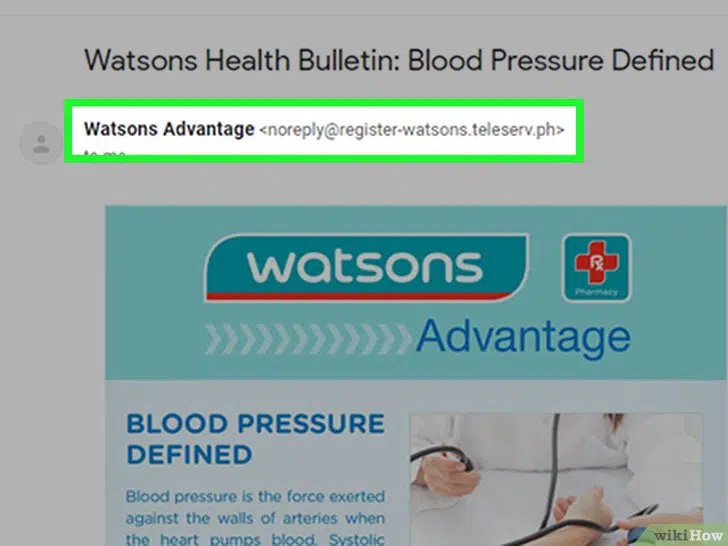 Watsons Health Bulletin: Blood Pressure Defined
Watsons Advantage <noreply@register-watsons.teleserv.ph>
to me
watsons
Rx
Pharmacy
Advantage
BLOOD PRESSURE
DEFINED
Blood pressure is the force exerted
against the walls of arteries when
the heart pumps blood. Systolic
wikiHow